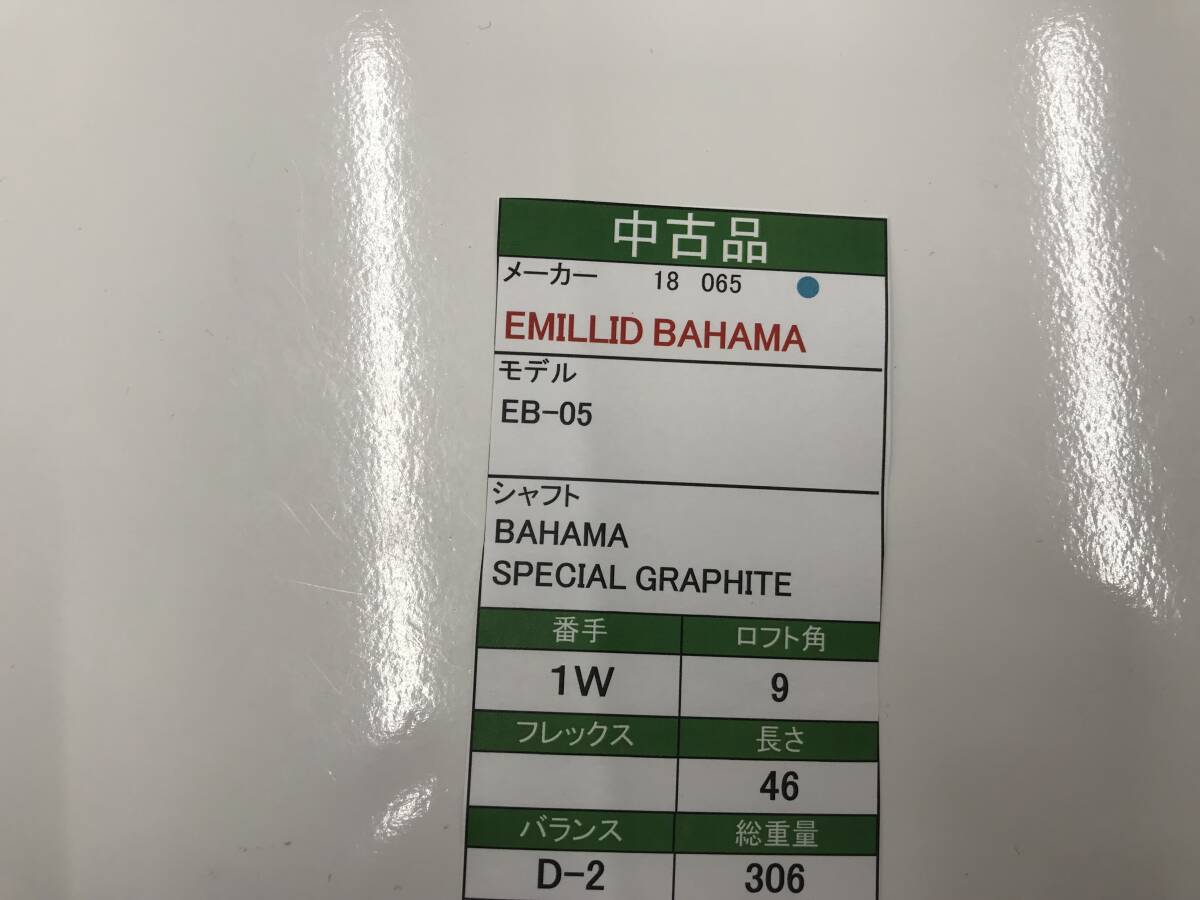 中古品
メーカー 18 065
EMILLID BAHAMA
モデル
EB-05
シャフト
BAHAMA
SPECIAL GRAPHITE
番手 ロフト角
1W 9
フレックス 長さ
46
バランス 総重量
D-2 306